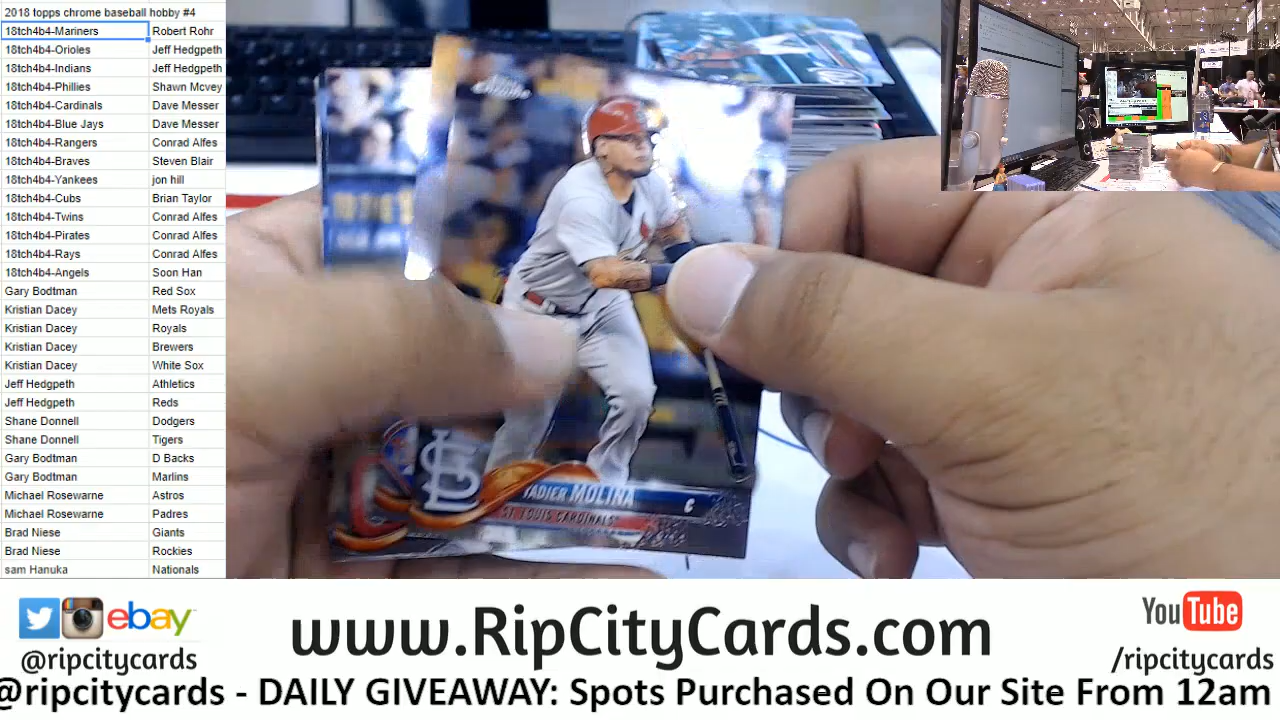 2018 topps chrome baseball hobby #4
18tch4b4-Mariners Robert Rohr
18tch4b4-Orioles Jeff Hedgpeth
18tch4b4-Indians Jeff Hedgpeth
18tch4b4-Phillies Shawn Mcvey
18tch4b4-Cardinals Dave Messer
18tch4b4-Blue Jays Dave Messer
18tch4b4-Rangers Conrad Alfes
18tch4b4-Braves Steven Blair
18tch4b4-Yankees jon hill
18tch4b4-Cubs Brian Taylor
18tch4b4-Twins Conrad Alfes
18tch4b4-Pirates Conrad Alfes
18tch4b4-Rays Conrad Alfes
18tch4b4-Angels Soon Han
Gary Bodtman Red Sox
Kristian Dacey Mets Royals
Kristian Dacey Royals
Kristian Dacey Brewers
Kristian Dacey White Sox
Jeff Hedgpeth Athletics
Jeff Hedgpeth Reds
Shane Donnell Dodgers
Shane Donnell Tigers
Gary Bodtman D Backs
Gary Bodtman Marlins
Michael Rosewarne Astros
Michael Rosewarne Padres
Brad Niese Giants
Brad Niese Rockies
sam Hanuka Nationals
Chrome
YADIER MOLINA C
ST. LOUIS CARDINALS
ebay
@ripcitycards
www.RipCityCards.com
YouTube
/ripcitycards
@ripcitycards - DAILY GIVEAWAY: Spots Purchased On Our Site From 12am